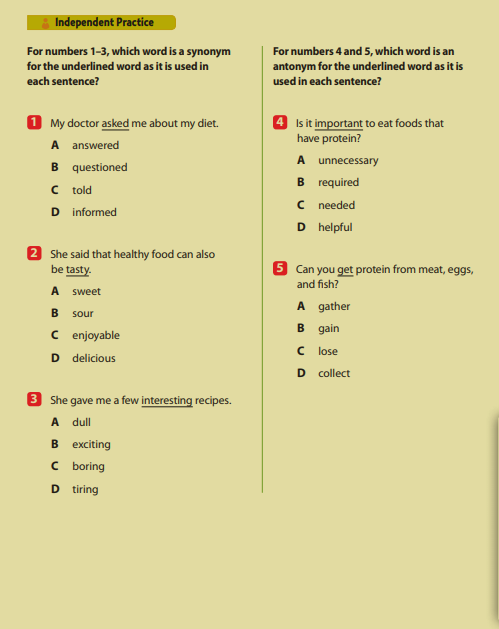 Independent Practice
For numbers 1–3, which word is a synonym
for the underlined word as it is used in
each sentence?
1 My doctor asked me about my diet.
A answered
B questioned
C told
D informed
2 She said that healthy food can also
be tasty.
A sweet
B sour
C enjoyable
D delicious
3 She gave me a few interesting recipes.
A dull
B exciting
C boring
D tiring
For numbers 4 and 5, which word is an
antonym for the underlined word as it is
used in each sentence?
4 Is it important to eat foods that
have protein?
A unnecessary
B required
C needed
D helpful
5 Can you get protein from meat, eggs,
and fish?
A gather
B gain
C lose
D collect